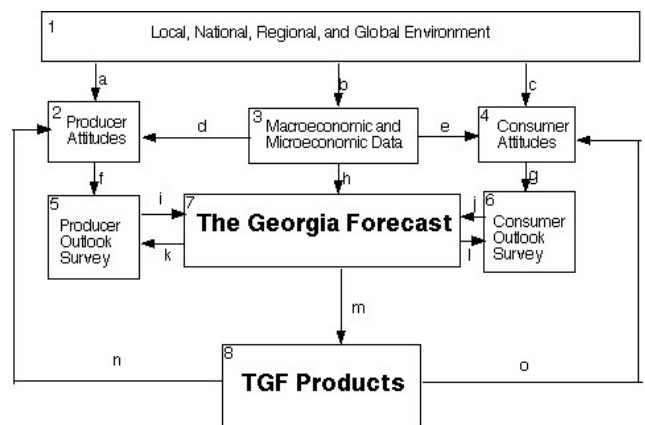 1
Local, National, Regional, and Global Environment
a
b
c
2
Producer
Attitudes
d
3
Macroeconomic and
Microeconomic Data
e
4
Consumer
Attitudes
f
h
g
5
Producer
Outlook
Survey
i
k
7
The Georgia Forecast
j
l
6
Consumer
Outlook
Survey
m
n
8
TGF Products
o